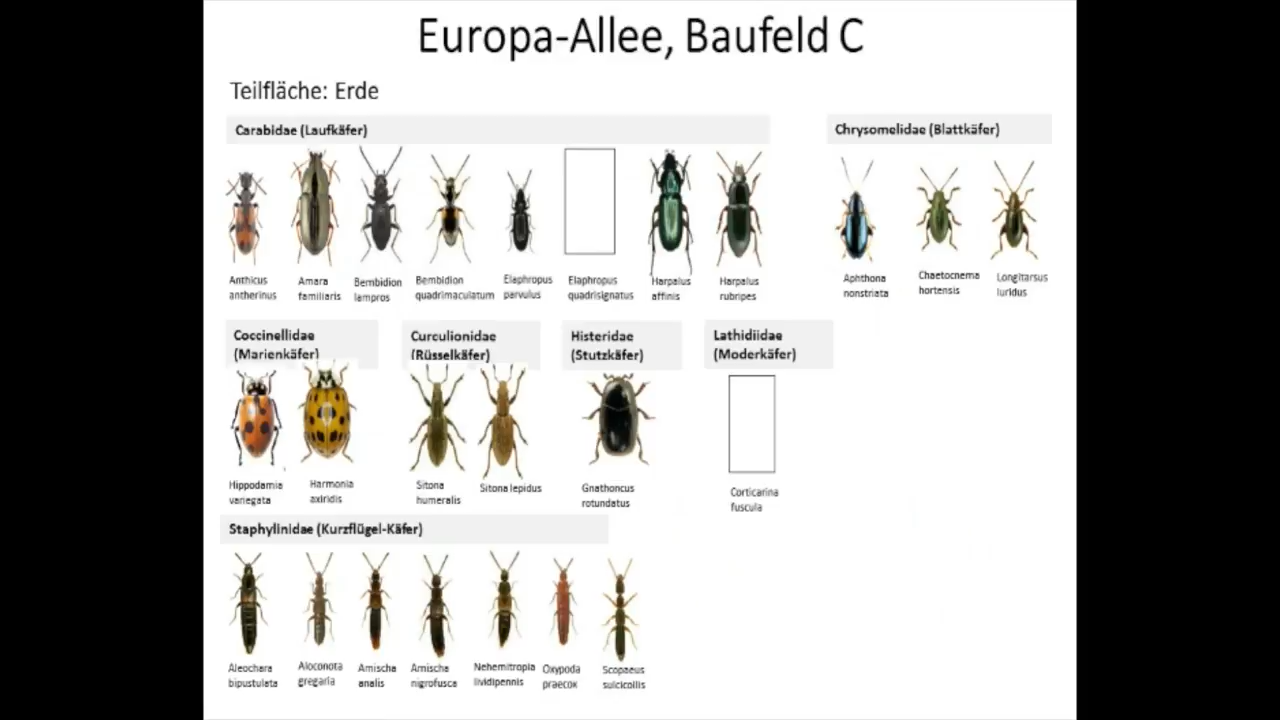 Europa-Allee, Baufeld C
Teilfläche: Erde
Carabidae (Laufkäfer)
Chrysomelidae (Blattkäfer)
Anthicus
antherinus
Amara
familiaris
Bembidion
lampros
Bembidion
quadrimaculatum
Elaphropus
parvulus
Elaphropus
quadrisignatus
Harpalus
affinis
Harpalus
rubripes
Aphthona
nonstriata
Chaetocnema
hortensis
Longitarsus
luridus
Coccinellidae
(Marienkäfer)
Curculionidae
(Rüsselkäfer)
Histeridae
(Stutzkäfer)
Lathidiidae
(Moderkäfer)
Hippodamia
variegata
Harmonia
axiridis
Sitona
humeralis
Sitona lepidus
Gnathoncus
rotundatus
Corticarina
fuscula
Staphylinidae (Kurzflügel-Käfer)
Aleochara
bipustulata
Aloconota
gregaria
Amischa
analis
Amischa
nigrofusca
Nehemitropia
lividipennis
Oxypoda
praecox
Scopaeus
sulcicollis